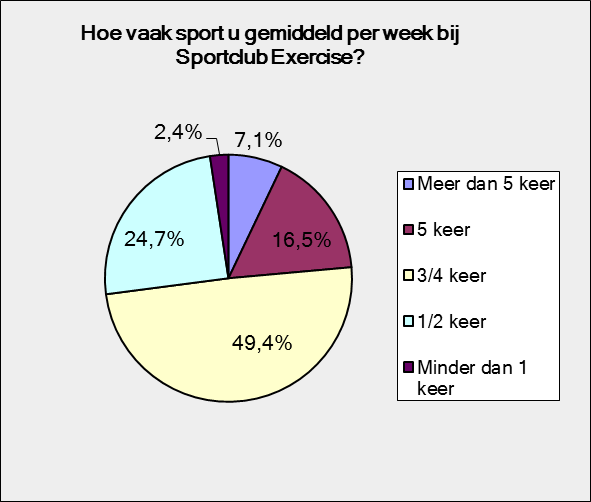 Hoe vaak sport u gemiddeld per week bij
Sportclub Exercise?
2,4%
7,1%
24,7%
16,5%
49,4%
Meer dan 5 keer
5 keer
3/4 keer
1/2 keer
Minder dan 1
keer